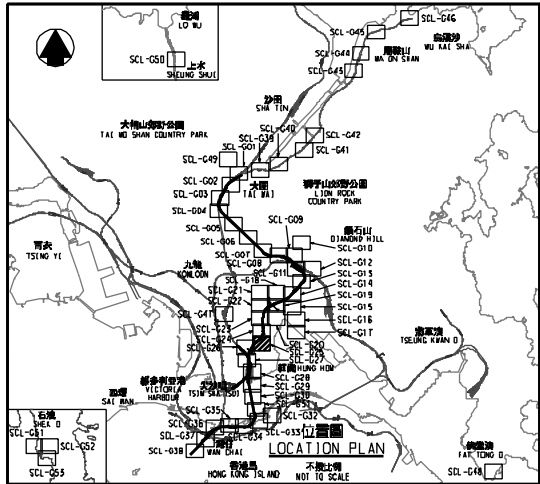 羅湖
LO WU
SCL-G50
上水
SHEUNG SHUI
SCL-G46
SCL-G45
烏溪沙
WU KAI SHA
SCL-G44
馬鞍山
MA ON SHAN
SCL-G43
沙田
SHA TIN
大帽山郊野公園
TAI MO SHAN COUNTRY PARK
SCL-G40
SCL-G39
SCL-G42
SCL-G01
SCL-G41
SCL-G49
SCL-G02
大圍
TAI WAI
獅子山郊野公園
LION ROCK
COUNTRY PARK
SCL-G03
SCL-G04
SCL-G09
SCL-G05
鑽石山
DIAMOND HILL
SCL-G06
SCL-G10
青衣
TSING YI
SCL-G07
SCL-G08
SCL-G11
SCL-G12
九龍
KOWLOON
SCL-G13
SCL-G18
SCL-G14
SCL-G21
SCL-G19
SCL-G22
SCL-G15
SCL-G47
SCL-G16
SCL-G23
SCL-G17
將軍澳
TSEUNG KWAN O
SCL-G24
SCL-G20
SCL-G25
SCL-G26
SCL-G27
紅磡
HUNG HOM
SCL-G28
維多利亞港
VICTORIA
HARBOUR
尖沙咀
TSIM SHA TSUI
SCL-G29
西環
SAI WAN
SCL-G30
SCL-G35
SCL-G32
SCL-G36
SCL-G33
SCL-G34
SCL-G37
灣仔
WAN CHAI
SCL-G38
香港島
HONG KONG ISLAND
石澳
SHEK O
SCL-G51
SCL-G52
SCL-G53
位置圖
LOCATION PLAN
不按比例
NOT TO SCALE
佛堂澳
FAT TONG O
SCL-G48